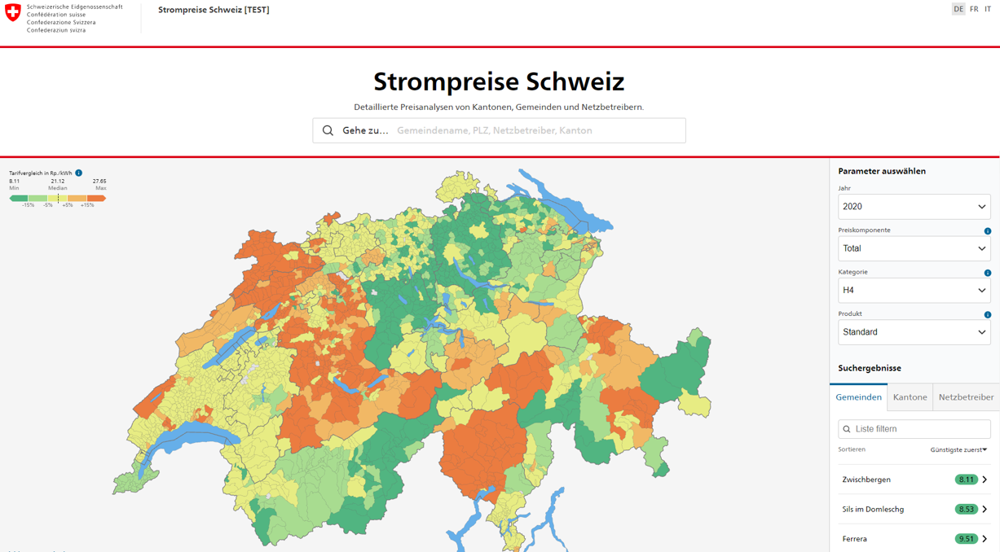 Schweizerische Eidgenossenschaft
Confédération suisse
Confederazione Svizzera
Confederaziun svizra
Strompreise Schweiz [TEST]
DE FR IT
Strompreise Schweiz
Detaillierte Preisanalysen von Kantonen, Gemeinden und Netzbetreibern.
Gehe zu... Gemeindename, PLZ, Netzbetreiber, Kanton
Tarifvergleich in Rp./kWh
8.11 21.12 27.65
Min Median Max
-15% -5% +5% +15%
Parameter auswählen
Jahr
2020
Preiskomponente
Total
Kategorie
H4
Produkt
Standard
Suchergebnisse
Gemeinden Kantone Netzbetreiber
Liste filtern
Sortieren Günstigste zuerst
Zwischbergen 8.11
Sils im Domleschg 8.53
Ferrera 9.51